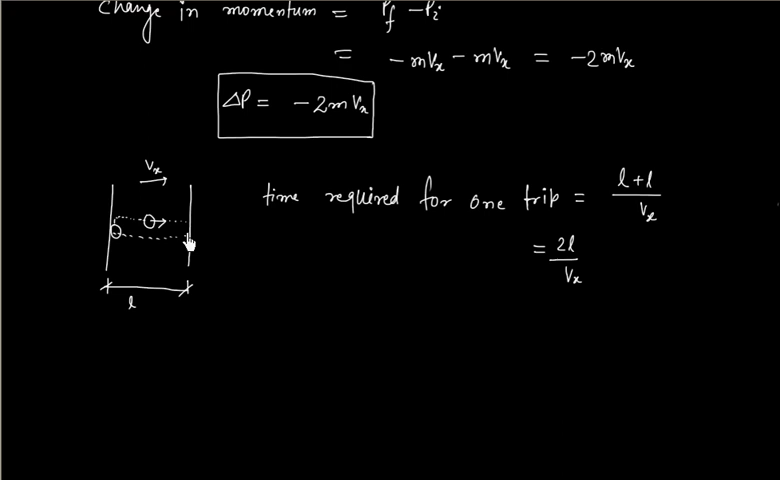 Change in momentum = Pf - Pi
= - mVx - mVx = -2mVx
ΔP = -2mVx
Vx
time required for one trip = l+l / Vx
= 2l / Vx
l